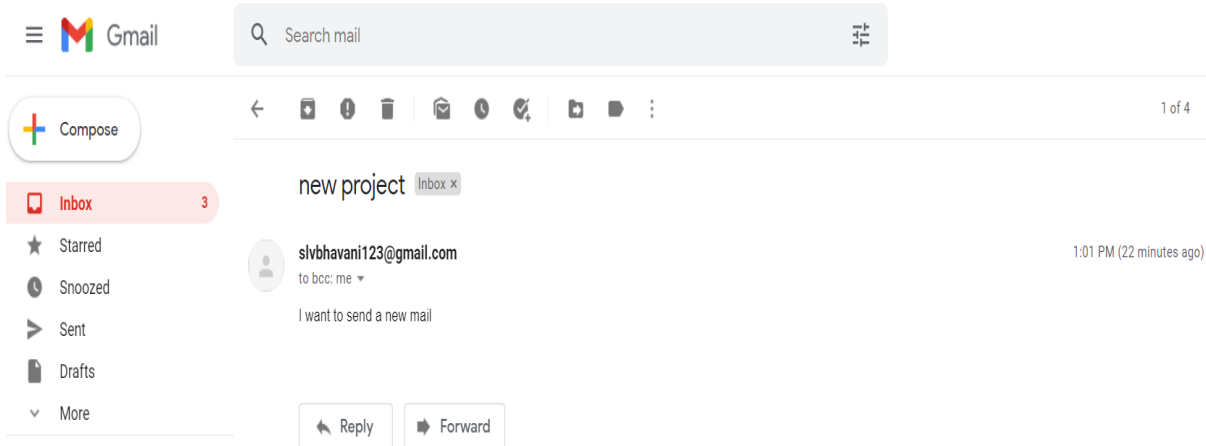 Gmail
Search mail
Compose
1 of 4
new project Inbox ×
Inbox 3
Starred
slvbhavani123@gmail.com 1:01 PM (22 minutes ago)
to bcc: me
Snoozed
I want to send a new mail
Sent
Drafts
More
Reply Forward